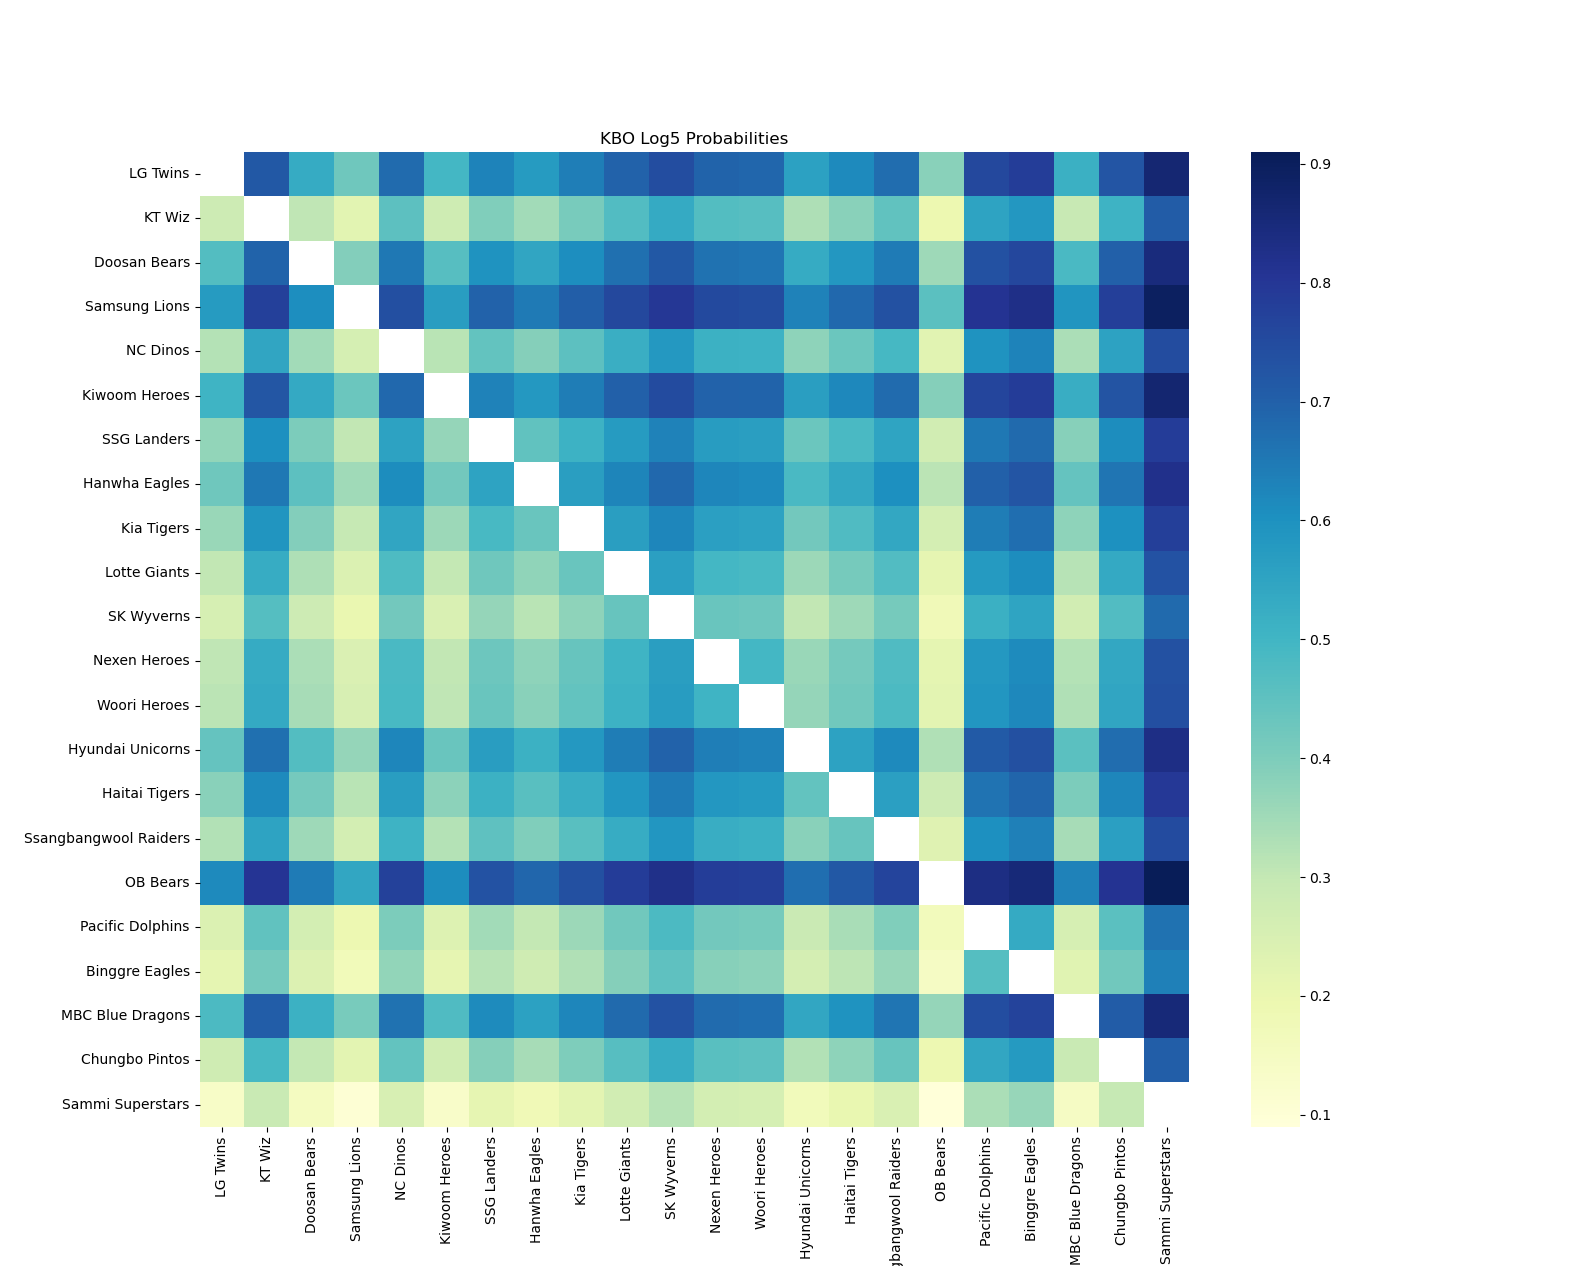 KBO Log5 Probabilities
LG Twins
KT Wiz
Doosan Bears
Samsung Lions
NC Dinos
Kiwoom Heroes
SSG Landers
Hanwha Eagles
Kia Tigers
Lotte Giants
SK Wyverns
Nexen Heroes
Woori Heroes
Hyundai Unicorns
Haitai Tigers
Ssangbangwool Raiders
OB Bears
Pacific Dolphins
Binggre Eagles
MBC Blue Dragons
Chungbo Pintos
Sammi Superstars
LG Twins
KT Wiz
Doosan Bears
Samsung Lions
NC Dinos
Kiwoom Heroes
SSG Landers
Hanwha Eagles
Kia Tigers
Lotte Giants
SK Wyverns
Nexen Heroes
Woori Heroes
Hyundai Unicorns
Haitai Tigers
gbangwool Raiders
OB Bears
Pacific Dolphins
Binggre Eagles
MBC Blue Dragons
Chungbo Pintos
Sammi Superstars
0.9
0.8
0.7
0.6
0.5
0.4
0.3
0.2
0.1